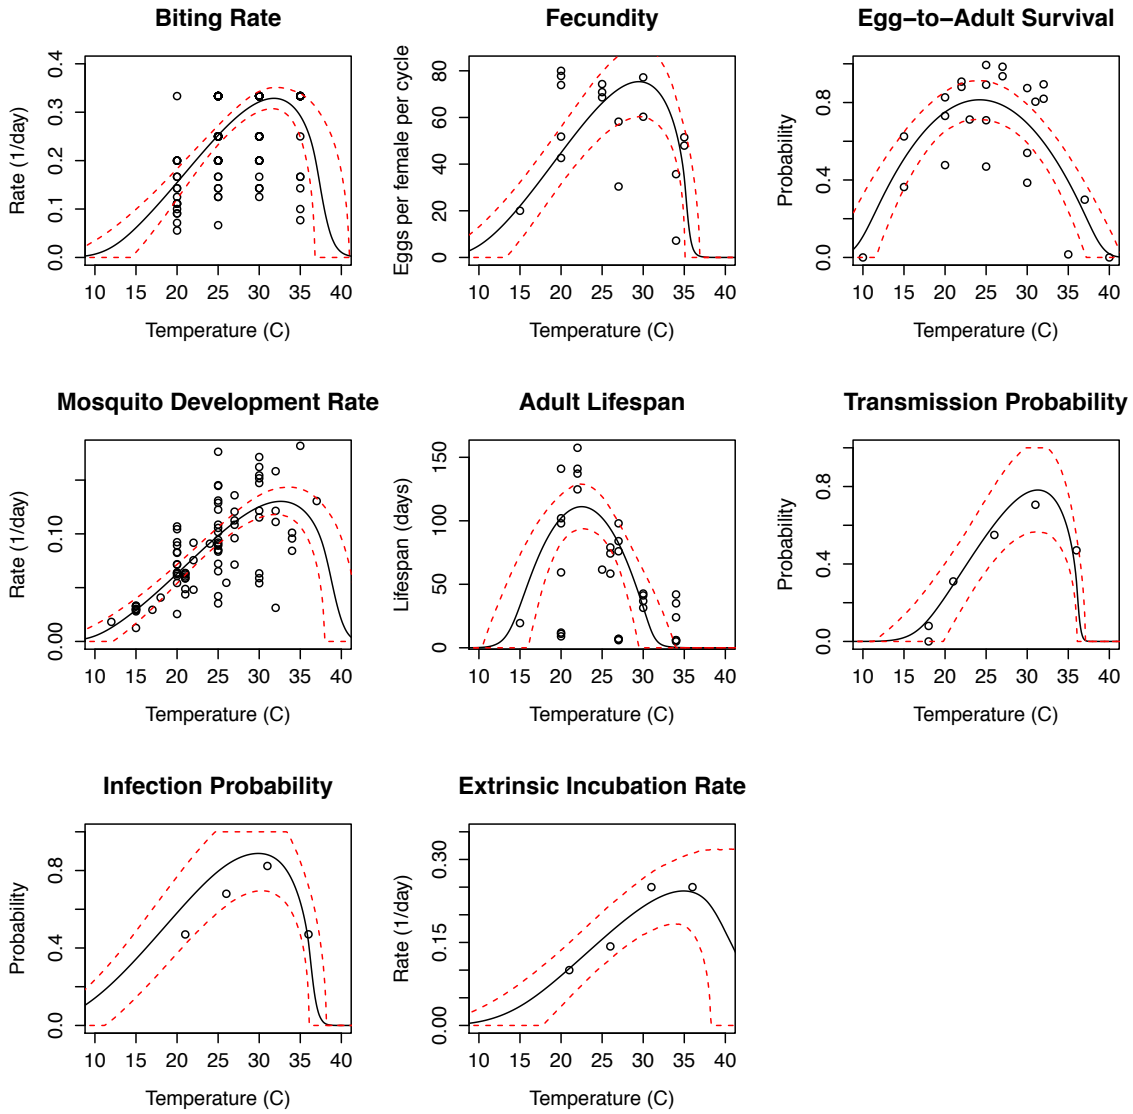 Biting Rate
Rate (1/day)
0.0 0.1 0.2 0.3 0.4
10 15 20 25 30 35 40
Temperature (C)
Fecundity
Eggs per female per cycle
0 20 40 60 80
10 15 20 25 30 35 40
Temperature (C)
Egg−to−Adult Survival
Probability
0.0 0.4 0.8
10 15 20 25 30 35 40
Temperature (C)
Mosquito Development Rate
Rate (1/day)
0.00 0.10
10 15 20 25 30 35 40
Temperature (C)
Adult Lifespan
Lifespan (days)
0 50 100 150
10 15 20 25 30 35 40
Temperature (C)
Transmission Probability
Probability
0.0 0.4 0.8
10 15 20 25 30 35 40
Temperature (C)
Infection Probability
Probability
0.0 0.4 0.8
10 15 20 25 30 35 40
Temperature (C)
Extrinsic Incubation Rate
Rate (1/day)
0.00 0.15 0.30
10 15 20 25 30 35 40
Temperature (C)